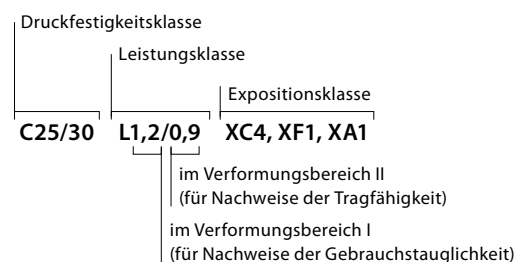 Druckfestigkeitsklasse
Leistungsklasse
Expositionsklasse
C25/30 L1,2/0,9 XC4, XF1, XA1
im Verformungsbereich II
(für Nachweise der Tragfähigkeit)
im Verformungsbereich I
(für Nachweise der Gebrauchstauglichkeit)